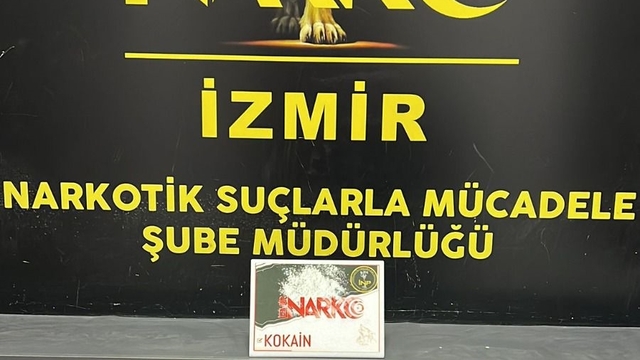 NARKO
İZMİR
NARKOTİK SUÇLARLA MÜCADELE
ŞUBE MÜDÜRLÜĞÜ
NARKO
KOKAİN